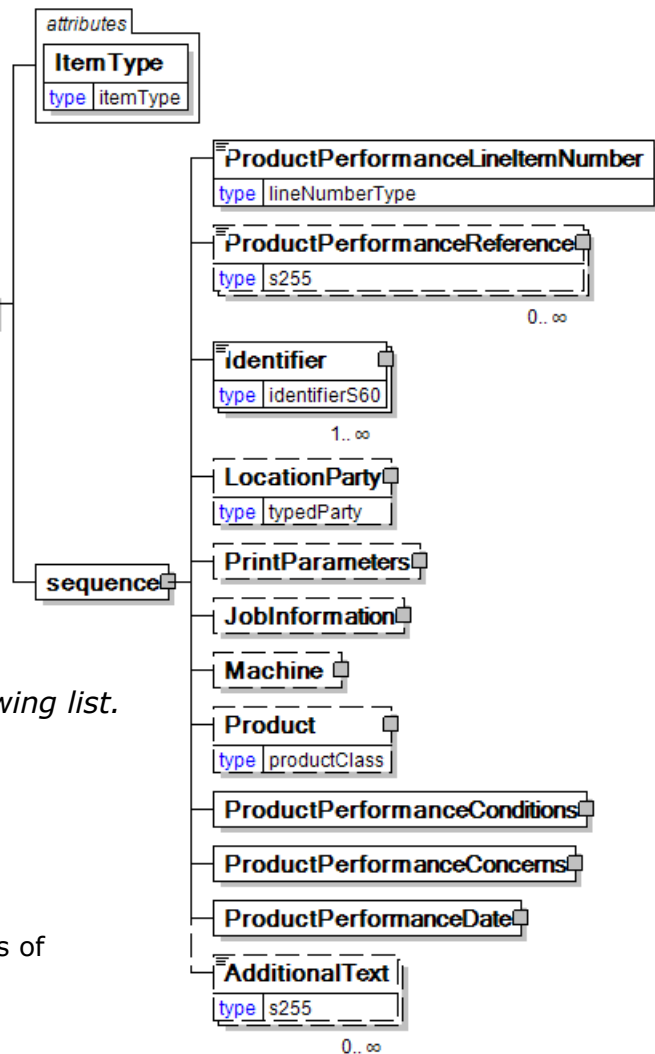 attributes
ItemType
type itemType
ProductPerformanceLineItemNumber
type lineNumberType
ProductPerformanceReference
type s255
0.. ∞
Identifier
type identifierS60
1.. ∞
LocationParty
type typedParty
PrintParameters
sequence
JobInformation
Machine
wing list.
Product
type productClass
ProductPerformanceConditions
ProductPerformanceConcerns
ProductPerformanceDate
s of
AdditionalText
type s255
0.. ∞